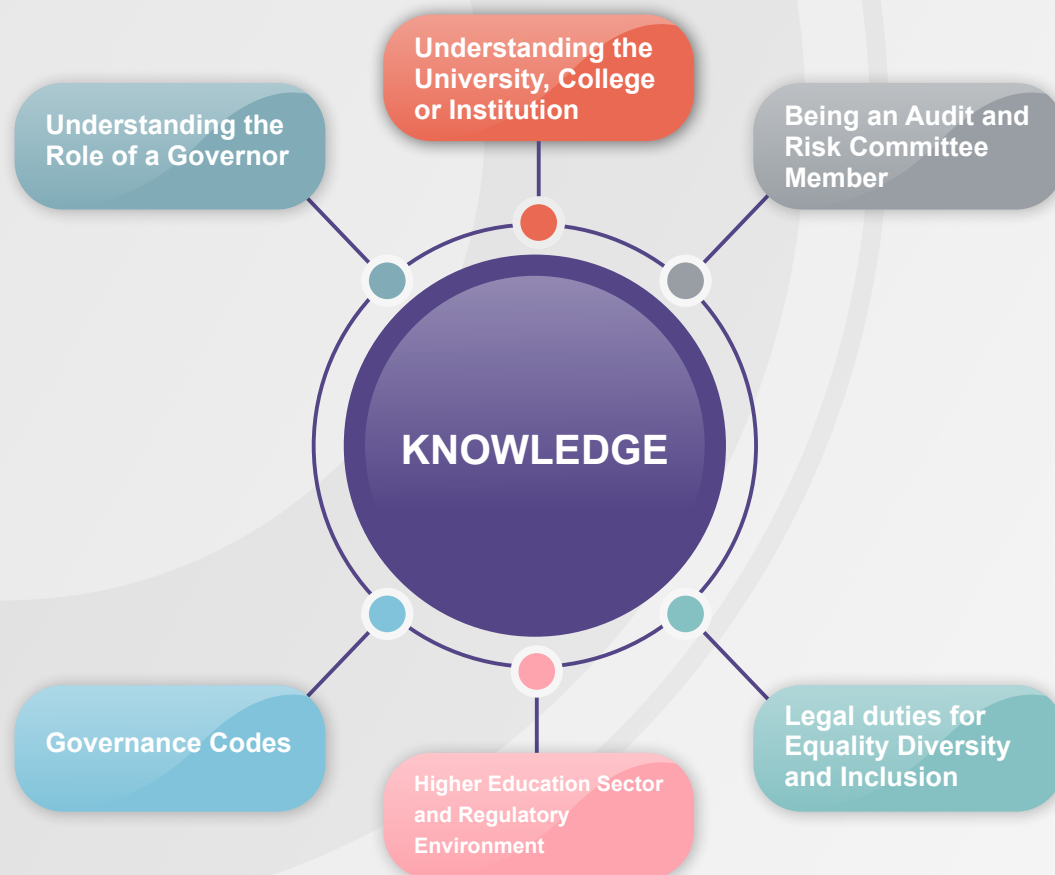 Understanding the
University, College
or Institution
Understanding the
Role of a Governor
Being an Audit and
Risk Committee
Member
KNOWLEDGE
Governance Codes
Legal duties for
Equality Diversity
and Inclusion
Higher Education Sector
and Regulatory
Environment